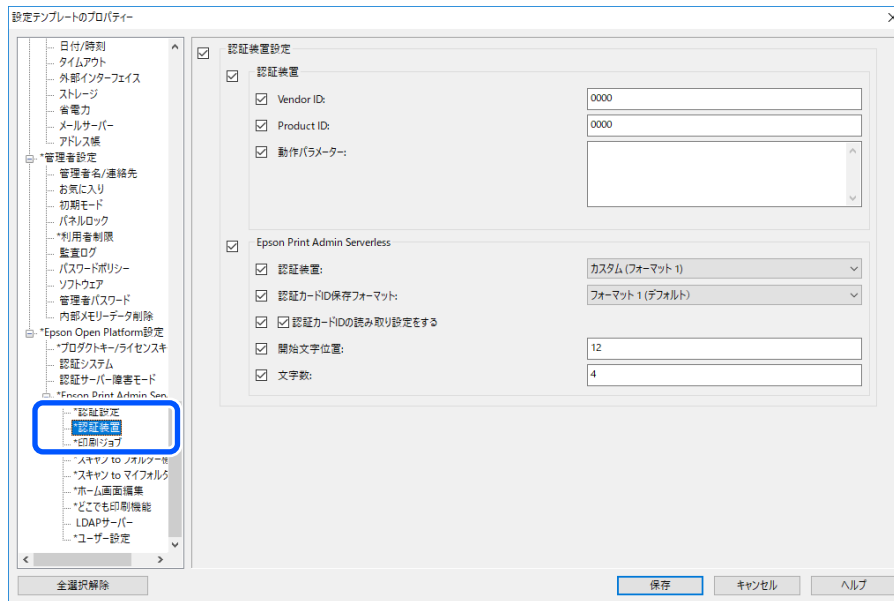 設定テンプレートのプロパティー
日付/時刻
タイムアウト
外部インターフェイス
ストレージ
省電力
メールサーバー
アドレス帳
*管理者設定
管理者名/連絡先
お気に入り
初期モード
パネルロック
*利用者制限
監査ログ
パスワードポリシー
ソフトウェア
管理者パスワード
内部メモリーデータ削除
*Epson Open Platform設定
*プロダクトキー/ライセンスキ
認証システム
認証サーバー障害モード
*Epson Print Admin Serv
*認証設定
*認証装置
*印刷ジョブ
*スキャン to フォルダー機
*スキャン to マイフォルダ
*ホーム画面編集
*どこでも印刷機能
LDAPサーバー
*ユーザー設定
認証装置設定
認証装置
Vendor ID: 0000
Product ID: 0000
動作パラメーター:
Epson Print Admin Serverless
認証装置: カスタム (フォーマット 1)
認証カードID保存フォーマット: フォーマット 1 (デフォルト)
認証カードIDの読み取り設定をする
開始文字位置: 12
文字数: 4
全選択解除
保存
キャンセル
ヘルプ